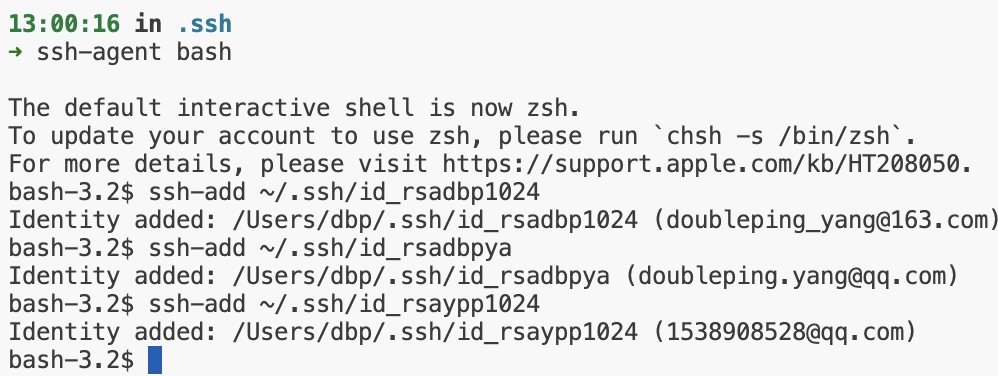 13:00:16 in .ssh
➜ ssh-agent bash
The default interactive shell is now zsh.
To update your account to use zsh, please run `chsh -s /bin/zsh`.
For more details, please visit https://support.apple.com/kb/HT208050.
bash-3.2$ ssh-add ~/.ssh/id_rsadbp1024
Identity added: /Users/dbp/.ssh/id_rsadbp1024 (doubleping_yang@163.com)
bash-3.2$ ssh-add ~/.ssh/id_rsadbpya
Identity added: /Users/dbp/.ssh/id_rsadbpya (doubleping.yang@qq.com)
bash-3.2$ ssh-add ~/.ssh/id_rsaypp1024
Identity added: /Users/dbp/.ssh/id_rsaypp1024 (1538908528@qq.com)
bash-3.2$